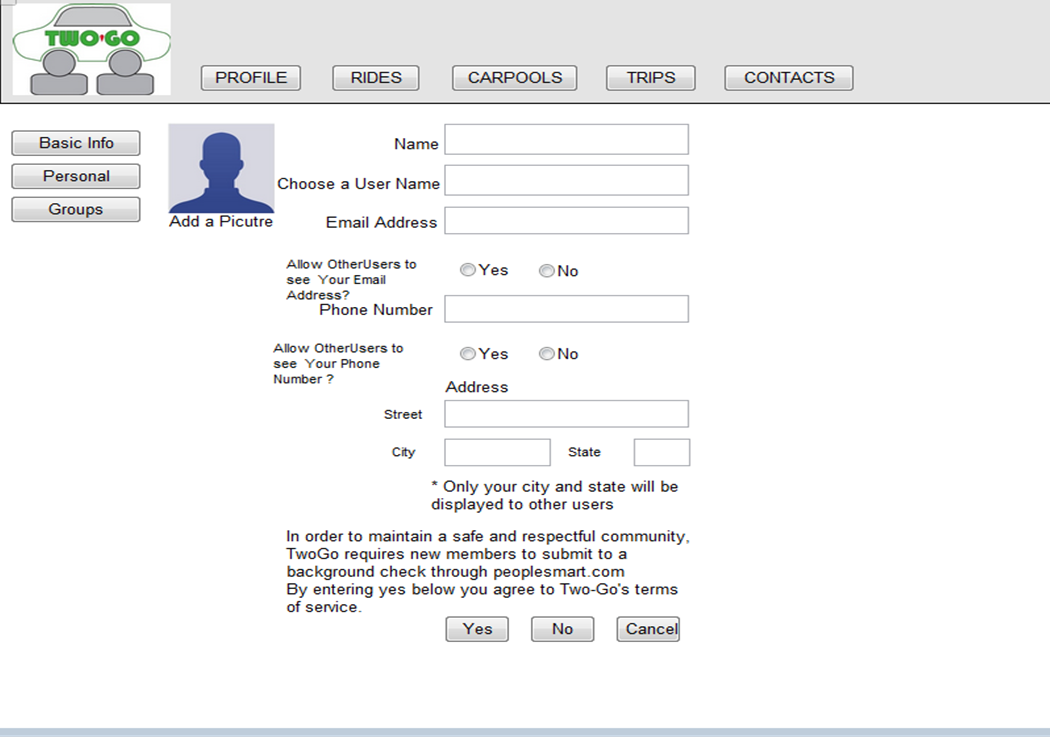 TWO GO
PROFILE RIDES CARPOOLS TRIPS CONTACTS
Basic Info
Personal
Groups
Add a Picutre
Name
Choose a User Name
Email Address
Allow OtherUsers to
see Your Email
Address?
Yes No
Phone Number
Allow OtherUsers to
see Your Phone
Number ?
Yes No
Address
Street
City State
* Only your city and state will be
displayed to other users
In order to maintain a safe and respectful community,
TwoGo requires new members to submit to a
background check through peoplesmart.com
By entering yes below you agree to Two-Go's terms
of service.
Yes No Cancel